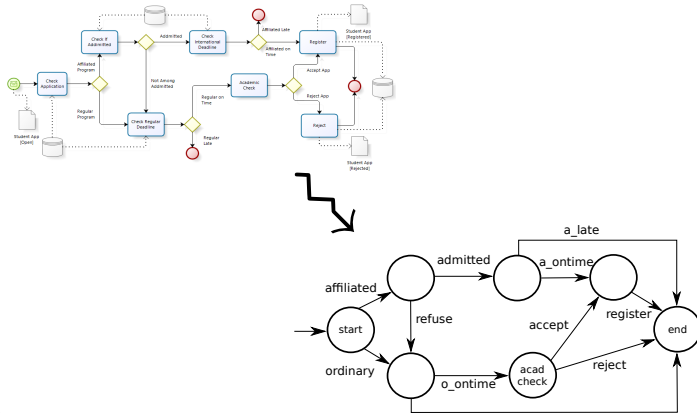 Student App
[Registered]
Affiliated Late
Check If
Addmitted
Addmitted
Check
International
Deadline
Register
Affiliated on
Time
Affiliated
Program
Accept App
Check
Application
Not Among
Addmitted
Academic
Check
Regular on
Time
Reject App
Regular
Program
Check Regular
Deadline
Reject
Student App
[Open]
Regular
Late
Student App
[Rejected]
a_late
admitted
a_ontime
affiliated
refuse
register
start
accept
end
ordinary
o_ontime
acad
check
reject